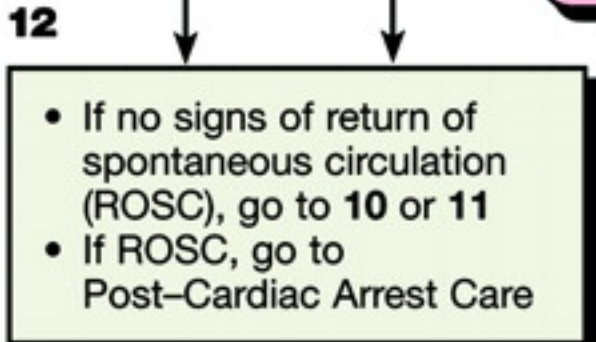 12
• If no signs of return of
spontaneous circulation
(ROSC), go to 10 or 11
• If ROSC, go to
Post–Cardiac Arrest Care